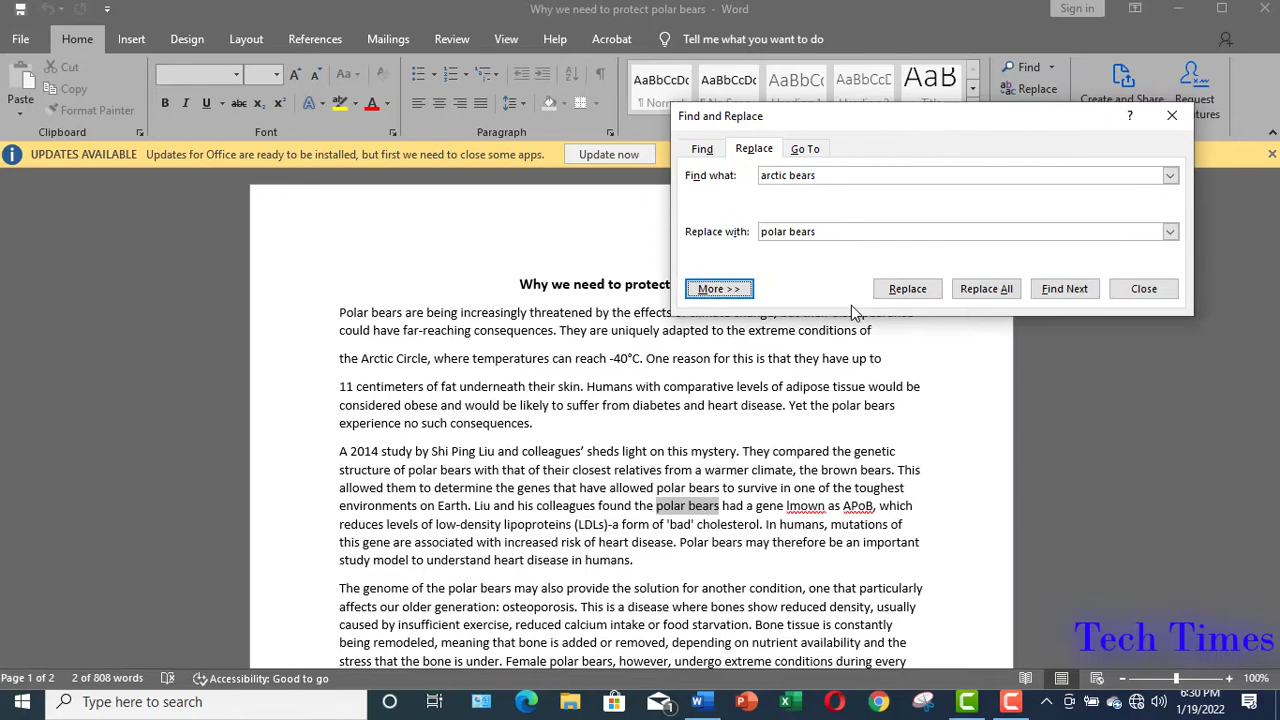 Why we need to protect polar bears - Word
Sign in
File Home Insert Design Layout References Mailings Review View Help Acrobat Tell me what you want to do
Paste
Cut
Copy
Format Painter
Clipboard
B I U abc x₂ x² A A
Aa
Font
Paragraph
AaBbCcDc AaBbCcDc AaBbC AaBbCcD AaB
¶ Norm
Find
Replace
Create and Share
Request
UPDATES AVAILABLE Updates for Office are ready to be installed, but first we need to close some apps. Update now
Find and Replace
?
Find Replace Go To
Find what: arctic bears
Replace with: polar bears
More >> Replace Replace All Find Next Close
Why we need to protect
Polar bears are being increasingly threatened by the effects of climate change, but their
could have far-reaching consequences. They are uniquely adapted to the extreme conditions of
the Arctic Circle, where temperatures can reach -40°C. One reason for this is that they have up to
11 centimeters of fat underneath their skin. Humans with comparative levels of adipose tissue would be
considered obese and would be likely to suffer from diabetes and heart disease. Yet the polar bears
experience no such consequences.
A 2014 study by Shi Ping Liu and colleagues’ sheds light on this mystery. They compared the genetic
structure of polar bears with that of their closest relatives from a warmer climate, the brown bears. This
allowed them to determine the genes that have allowed polar bears to survive in one of the toughest
environments on Earth. Liu and his colleagues found the polar bears had a gene lmown as APoB, which
reduces levels of low-density lipoproteins (LDLs)-a form of 'bad' cholesterol. In humans, mutations of
this gene are associated with increased risk of heart disease. Polar bears may therefore be an important
study model to understand heart disease in humans.
The genome of the polar bears may also provide the solution for another condition, one that particularly
affects our older generation: osteoporosis. This is a disease where bones show reduced density, usually
caused by insufficient exercise, reduced calcium intake or food starvation. Bone tissue is constantly
being remodeled, meaning that bone is added or removed, depending on nutrient availability and the
stress that the bone is under. Female polar bears, however, undergo extreme conditions during every
Tech Times
Page 1 of 2 2 of 808 words Accessibility: Good to go 100%
Type here to search
1
6:30 PM
1/19/2022